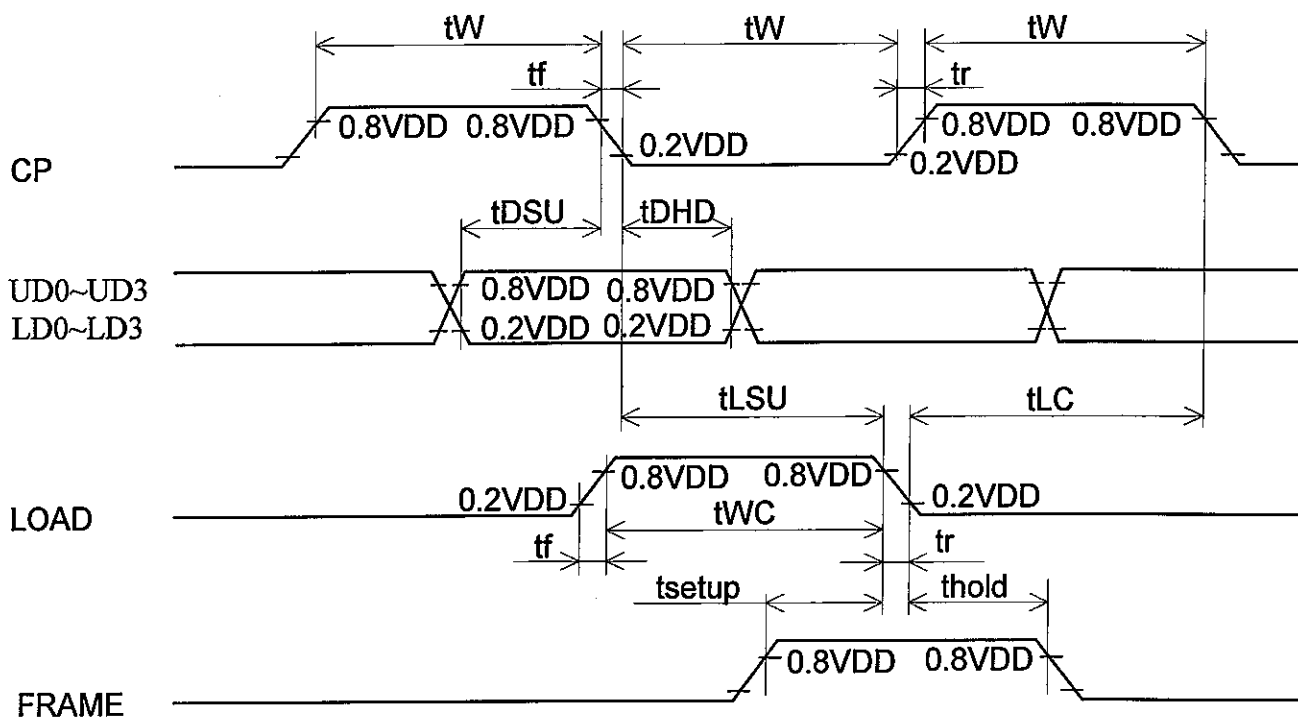 tW tW tW
tf tr
0.8VDD 0.8VDD 0.8VDD 0.8VDD
CP 0.2VDD 0.2VDD
tDSU tDHD
UD0~UD3 0.8VDD 0.8VDD
LD0~LD3 0.2VDD 0.2VDD
tLSU tLC
0.8VDD 0.8VDD
LOAD 0.2VDD 0.2VDD
tWC
tf tr
tsetup thold
0.8VDD 0.8VDD
FRAME